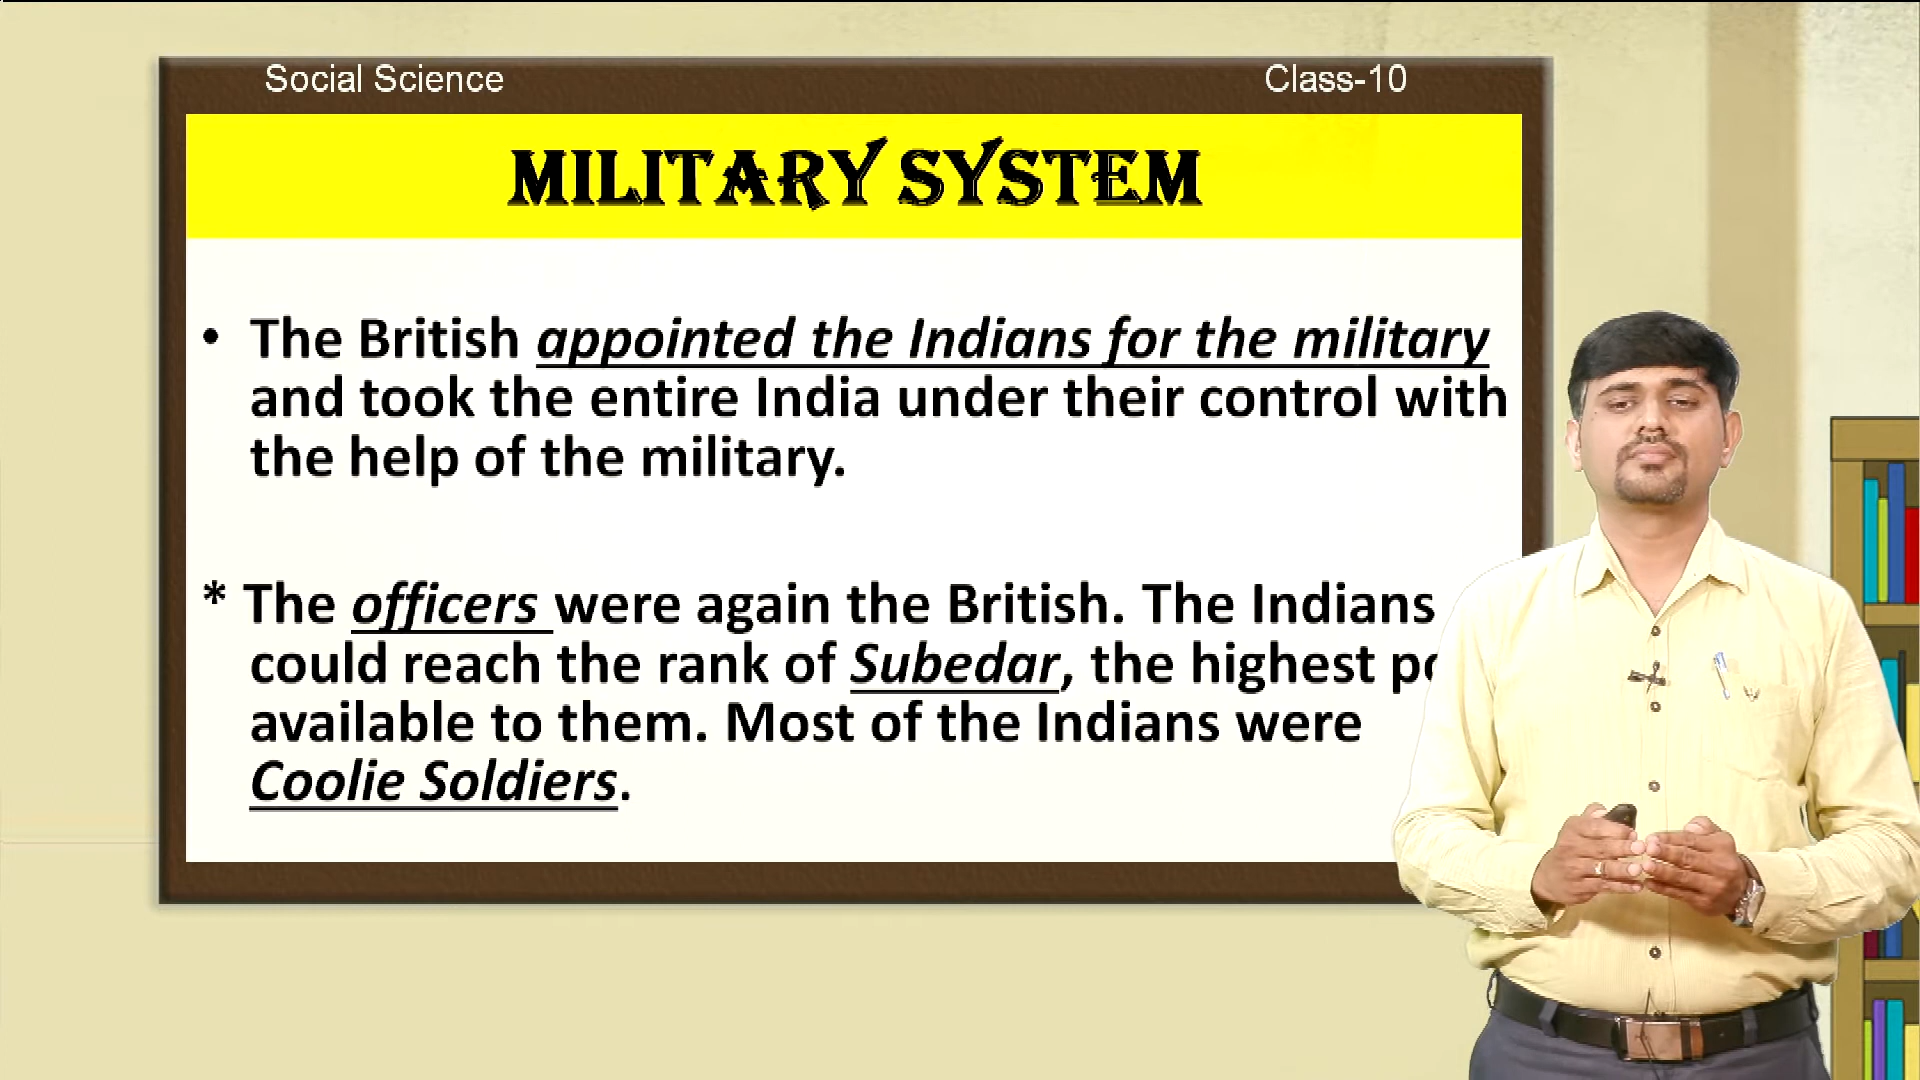 Social Science
Class-10
MILITARY SYSTEM
• The British appointed the Indians for the military
and took the entire India under their control with
the help of the military.
* The officers were again the British. The Indians
could reach the rank of Subedar, the highest
available to them. Most of the Indians were
Coolie Soldiers.